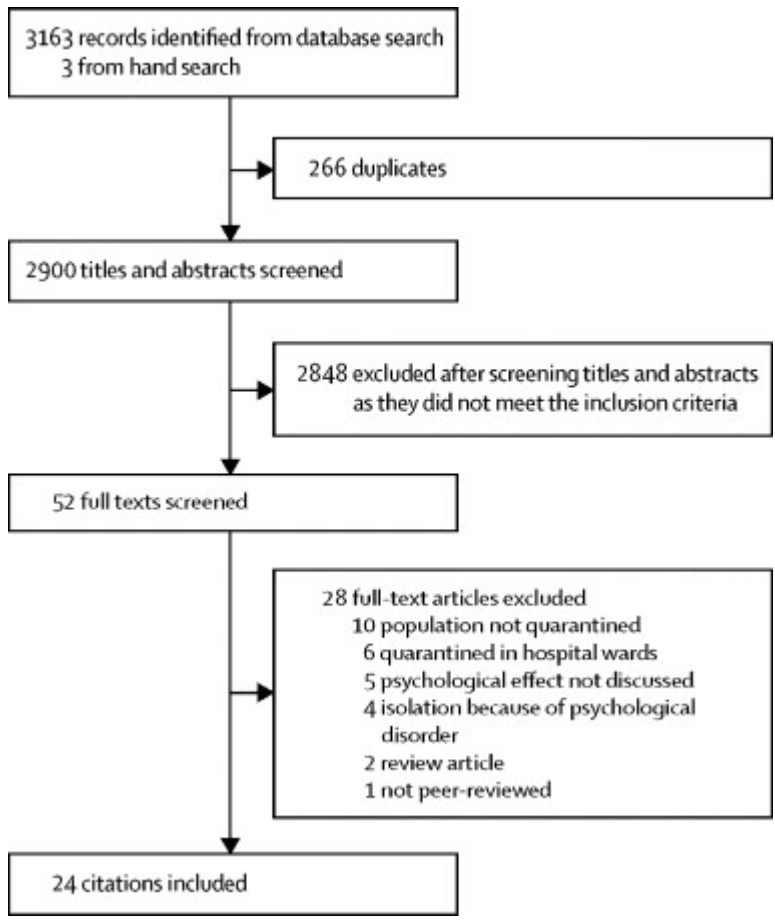 3163 records identified from database search
3 from hand search
266 duplicates
2900 titles and abstracts screened
2848 excluded after screening titles and abstracts
as they did not meet the inclusion criteria
52 full texts screened
28 full-text articles excluded
10 population not quarantined
6 quarantined in hospital wards
5 psychological effect not discussed
4 isolation because of psychological
disorder
2 review article
1 not peer-reviewed
24 citations included